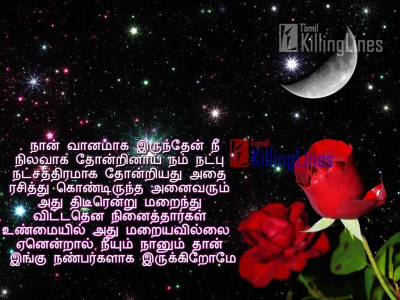 Tamil
KillingLines
நான் வானமாக இருந்தேன் நீ
நிலவாக தோன்றினாய் நம் நட்பு
நட்சத்திரமாக தோன்றியது அதை
ரசித்து கொண்டிருந்த அனைவரும்
அது திடீரென்று மறைந்து
விட்டதென நினைத்தார்கள்
உண்மையில் அது மறையவில்லை
ஏனென்றால் நீயும் நானும் தான்
இங்கு நண்பர்களாக இருக்கிறோமே
Tamil
KillingLines